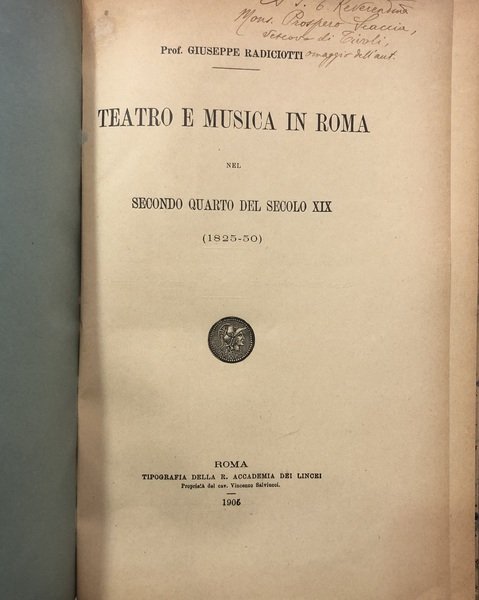 A S. E. Reverendma
Mons. Prospero Scaccia,
Vescovo di Tivoli,
omaggio dell'aut.
Prof. GIUSEPPE RADICIOTTI
TEATRO E MUSICA IN ROMA
NEL
SECONDO QUARTO DEL SECOLO XIX
(1825-50)
ROMA
TIPOGRAFIA DELLA R. ACCADEMIA DEI LINCEI
Proprietà del cav. Vincenzo Salviucci.
1906